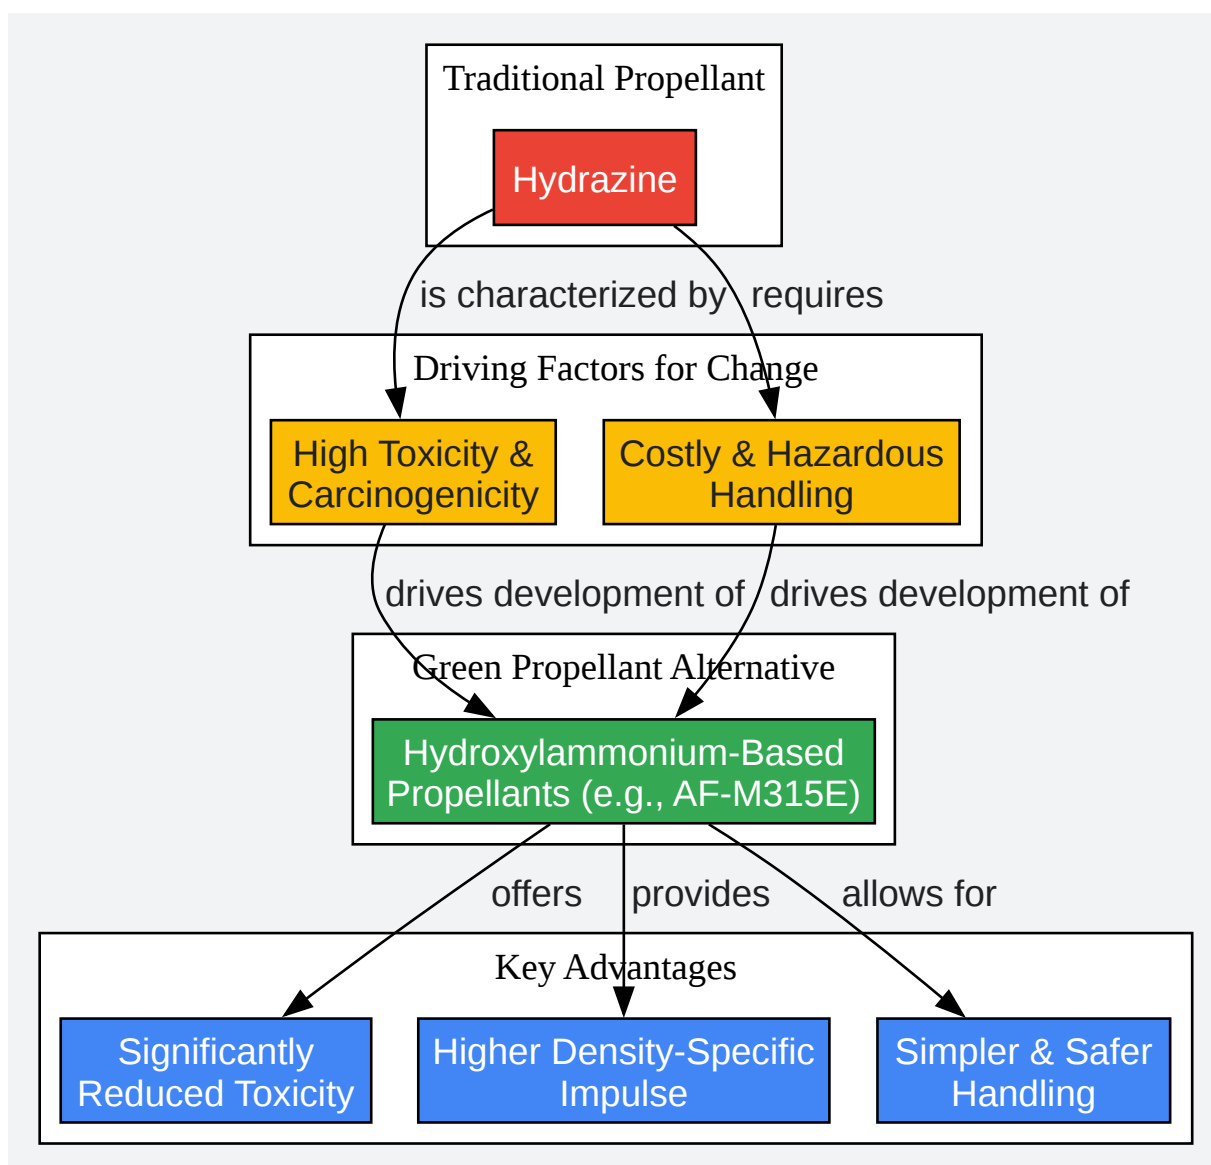 Traditional Propellant
Hydrazine
is characterized by
requires
Driving Factors for Change
High Toxicity &
Carcinogenicity
Costly & Hazardous
Handling
drives development of
drives development of
Green Propellant Alternative
Hydroxylammonium-Based
Propellants (e.g., AF-M315E)
offers
provides
allows for
Key Advantages
Significantly
Reduced Toxicity
Higher Density-Specific
Impulse
Simpler & Safer
Handling